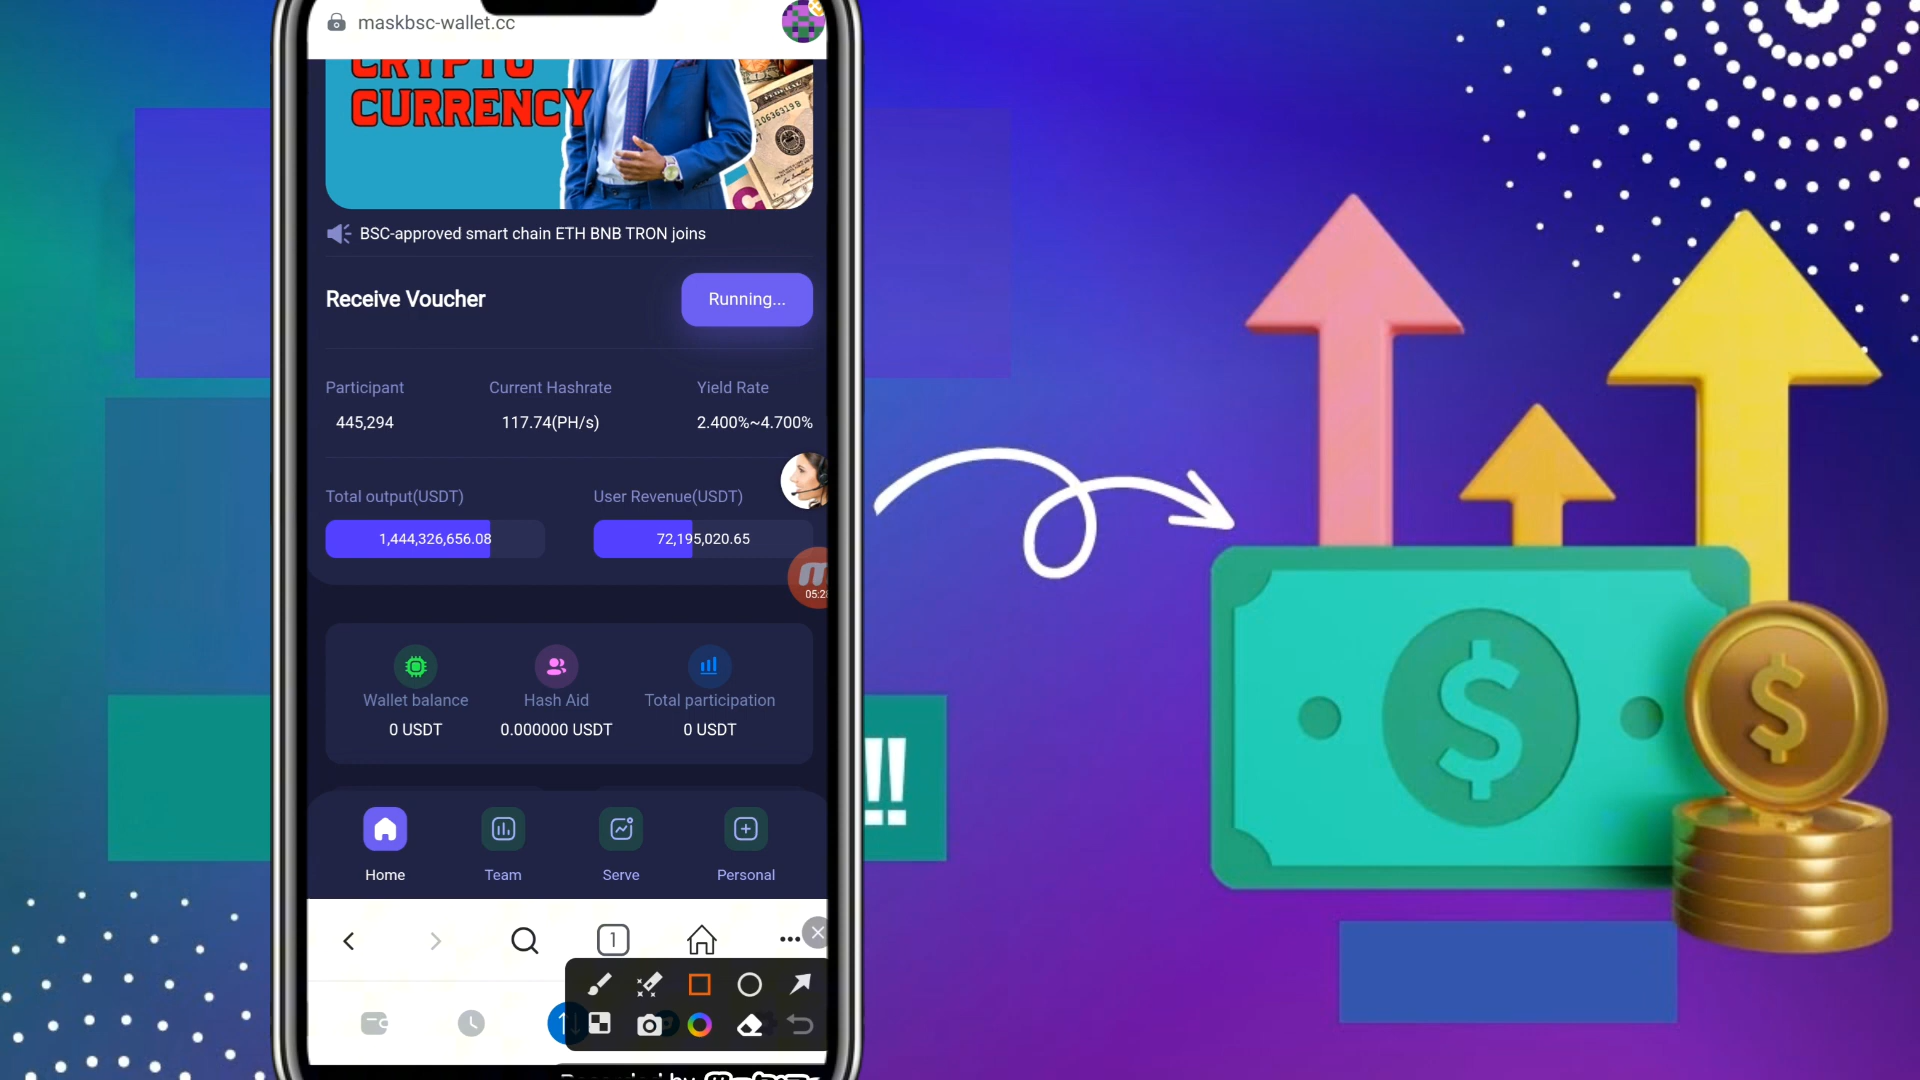 maskbsc-wallet.cc
CRYPTO
CURRENCY
BSC-approved smart chain ETH BNB TRON joins
Receive Voucher
Running...
Participant
Current Hashrate
Yield Rate
445,294
117.74(PH/s)
2.400%~4.700%
Total output(USDT)
User Revenue(USDT)
1,444,326,656.08
72,195,020.65
Wallet balance
Hash Aid
Total participation
0 USDT
0.000000 USDT
0 USDT
!!
Home
Team
Serve
Personal
1